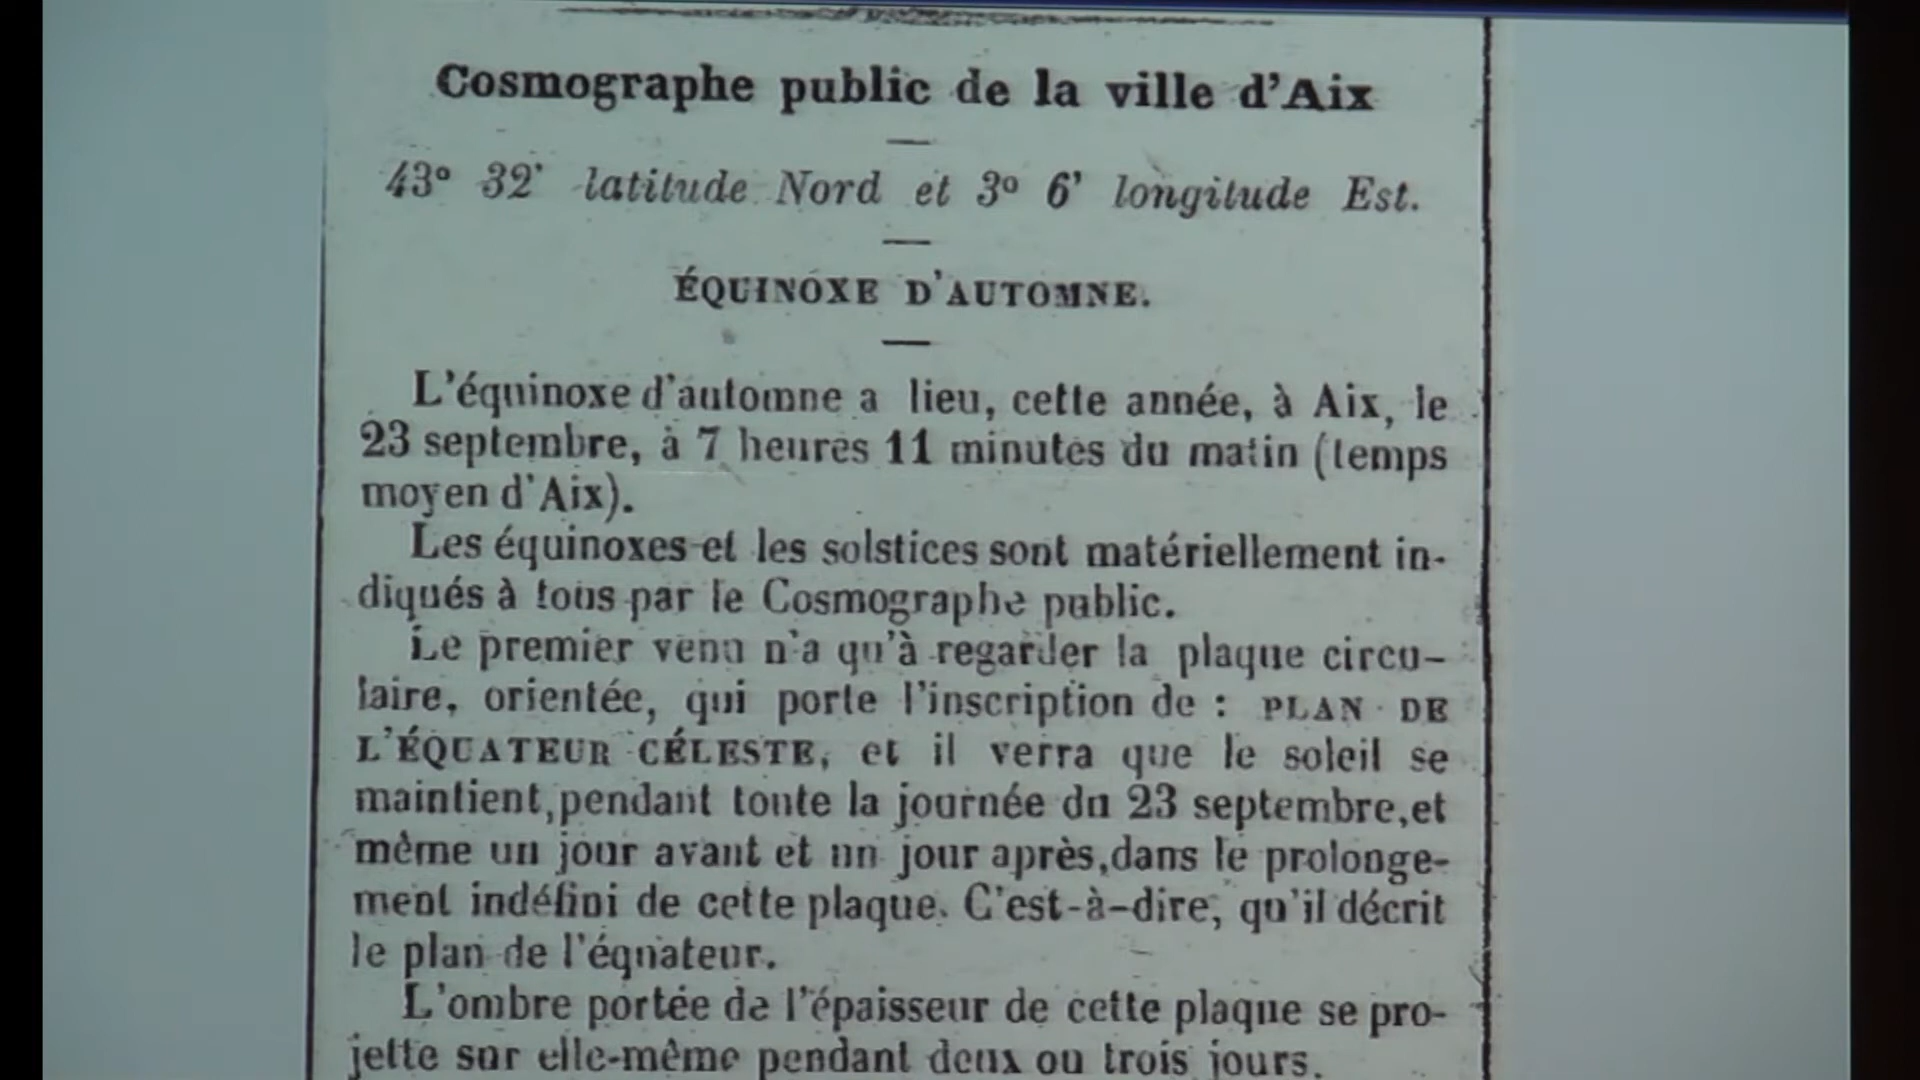 Cosmographe public de la ville d'Aix
43° 32' latitude Nord et 3° 6' longitude Est.
ÉQUINOXE D'AUTOMNE.
L'équinoxe d'automne a lieu, cette année, à Aix, le
23 septembre, à 7 heures 11 minutes du matin (temps
moyen d'Aix).
Les équinoxes et les solstices sont matériellement in-
diqués à tous par le Cosmographe public.
Le premier venu n'a qu'à regarder la plaque circu-
laire, orientée, qui porte l'inscription de : PLAN DE
L'ÉQUATEUR CÉLESTE, et il verra que le soleil se
maintient, pendant toute la journée du 23 septembre, et
même un jour avant et un jour après, dans le prolonge-
ment indéfini de cette plaque. C'est-à-dire, qu'il décrit
le plan de l'équateur.
L'ombre portée de l'épaisseur de cette plaque se pro-
jette sur elle-même pendant deux ou trois jours.